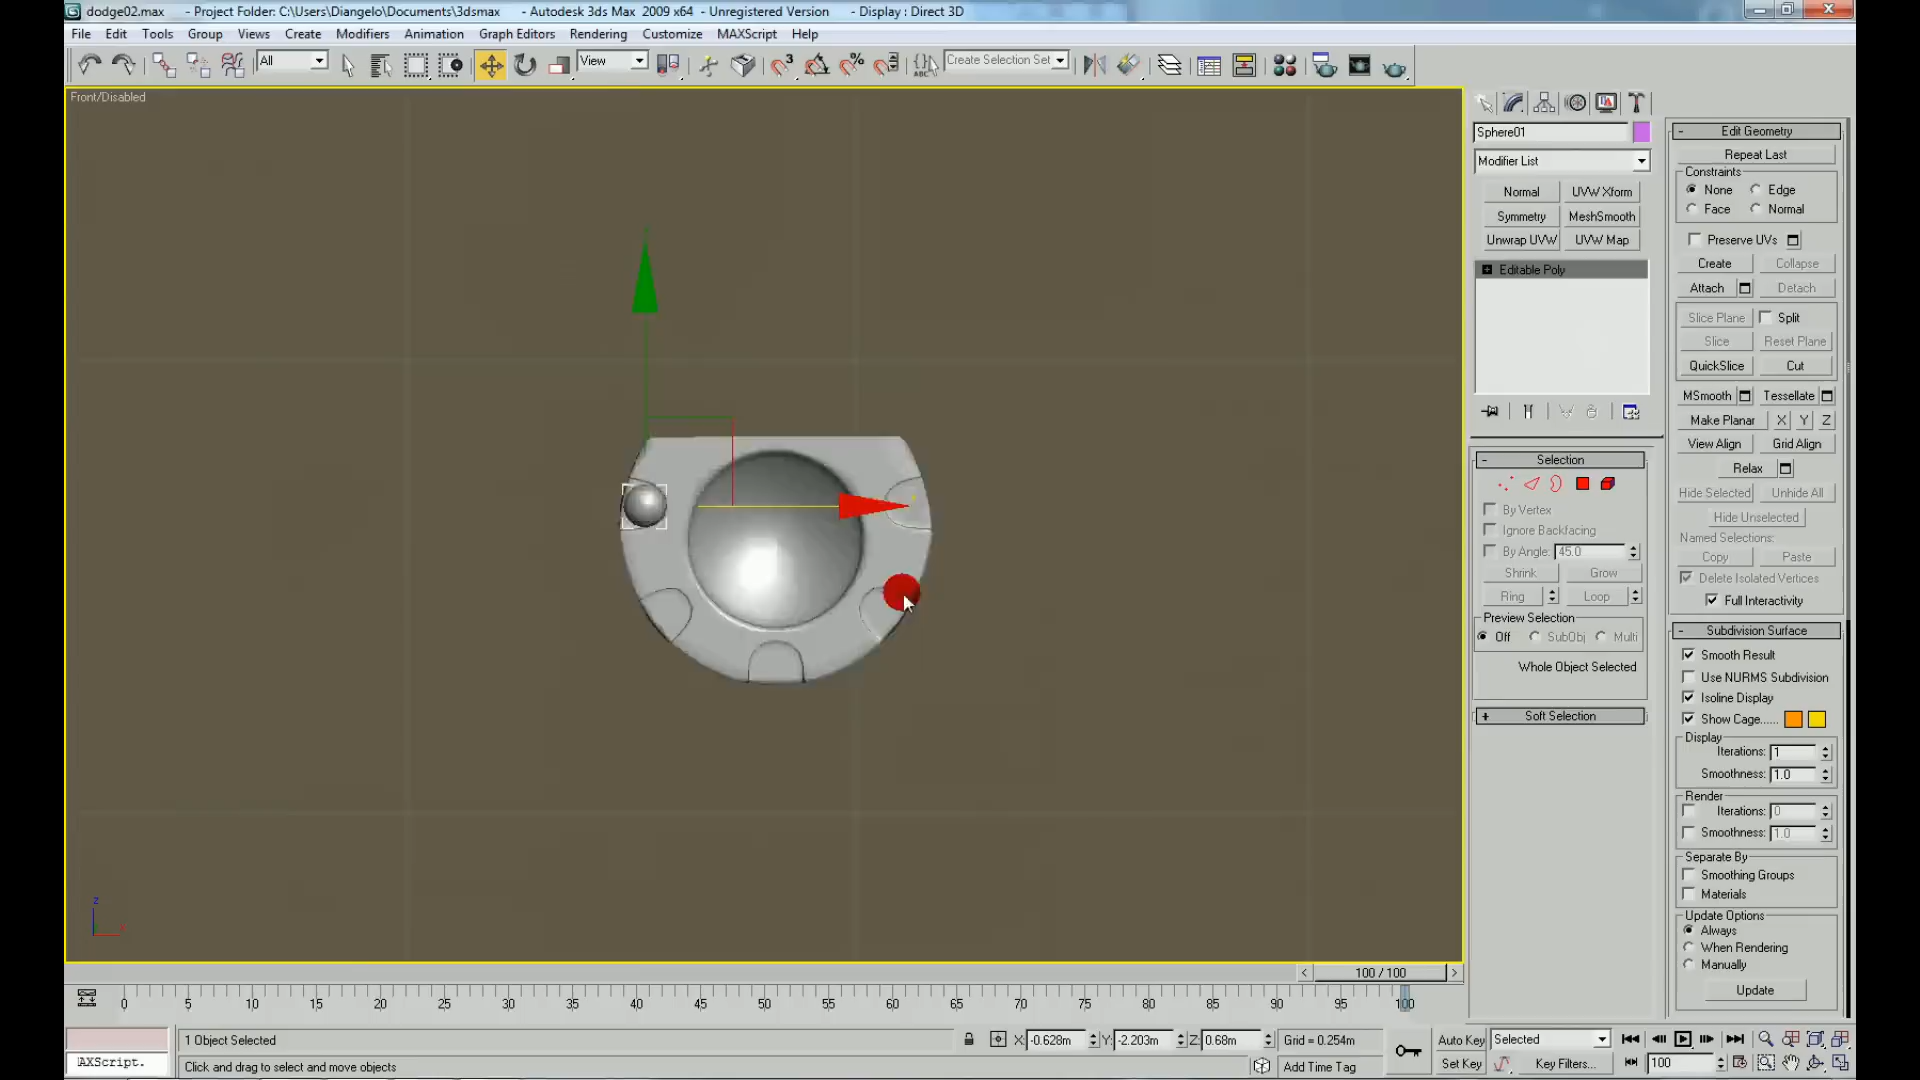 dodge02.max - Project Folder: C:\Users\Diangelo\Documents\3dsmax - Autodesk 3ds Max 2009 x64 - Unregistered Version - Display : Direct 3D
File Edit Tools Group Views Create Modifiers Animation Graph Editors Rendering Customize MAXScript Help
All View Create Selection Set
Front/Disabled
Sphere01
Modifier List
Normal UVW Xform
Symmetry MeshSmooth
Unwrap UVW UVW Map
Editable Poly
Selection
By Vertex
Ignore Backfacing
By Angle: 45.0
Shrink Grow
Ring Loop
Preview Selection
Off SubObj Multi
Whole Object Selected
Soft Selection
Edit Geometry
Repeat Last
Constraints
None Edge
Face Normal
Preserve UVs
Create Collapse
Attach Detach
Slice Plane Split
Slice Reset Plane
QuickSlice Cut
MSmooth Tessellate
Make Planar X Y Z
View Align Grid Align
Relax
Hide Selected Unhide All
Hide Unselected
Named Selections:
Copy Paste
Delete Isolated Vertices
Full Interactivity
Subdivision Surface
Smooth Result
Use NURMS Subdivision
Isoline Display
Show Cage......
Display
Iterations: 1
Smoothness: 1.0
Render
Iterations: 0
Smoothness: 1.0
Separate By
Smoothing Groups
Materials
Update Options
Always
When Rendering
Manually
Update
z
100 / 100
0 5 10 15 20 25 30 35 40 45 50 55 60 65 70 75 80 85 90 95 100
1 Object Selected X: -0.628m Y: -2.203m Z: 0.68m Grid = 0.254m Auto Key Selected
AXScript. Click and drag to select and move objects Add Time Tag Set Key Key Filters... 100